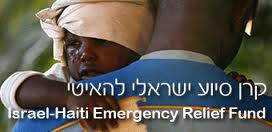 קרן סיוע ישראלי להאיטי
Israel-Haiti Emergency Relief Fund